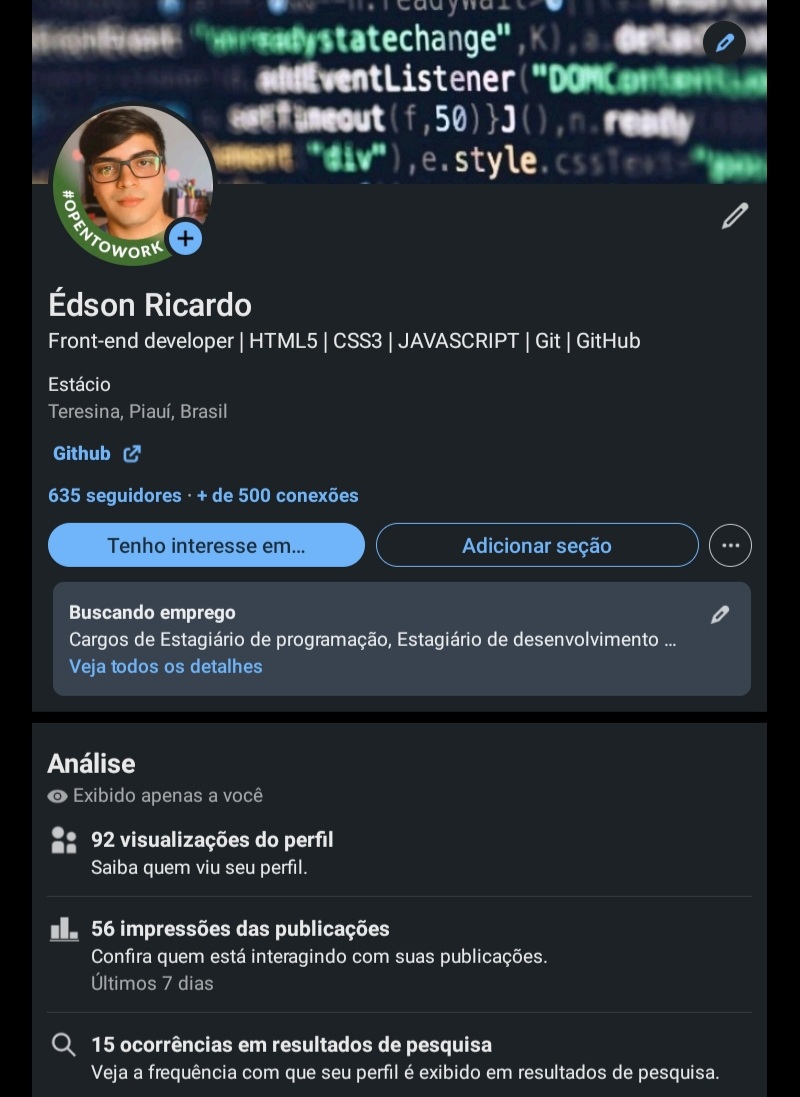 "onreadystatechange",K),a.
addEventListener("DOMContent
setTimeout(f,50)}J(),n.ready
"div"),e.style.cssText
#OPENTOWORK
Édson Ricardo
Front-end developer | HTML5 | CSS3 | JAVASCRIPT | Git | GitHub
Estácio
Teresina, Piauí, Brasil
Github
635 seguidores · + de 500 conexões
Tenho interesse em...
Adicionar seção
Buscando emprego
Cargos de Estagiário de programação, Estagiário de desenvolvimento ...
Veja todos os detalhes
Análise
Exibido apenas a você
92 visualizações do perfil
Saiba quem viu seu perfil.
56 impressões das publicações
Confira quem está interagindo com suas publicações.
Últimos 7 dias
15 ocorrências em resultados de pesquisa
Veja a frequência com que seu perfil é exibido em resultados de pesquisa.